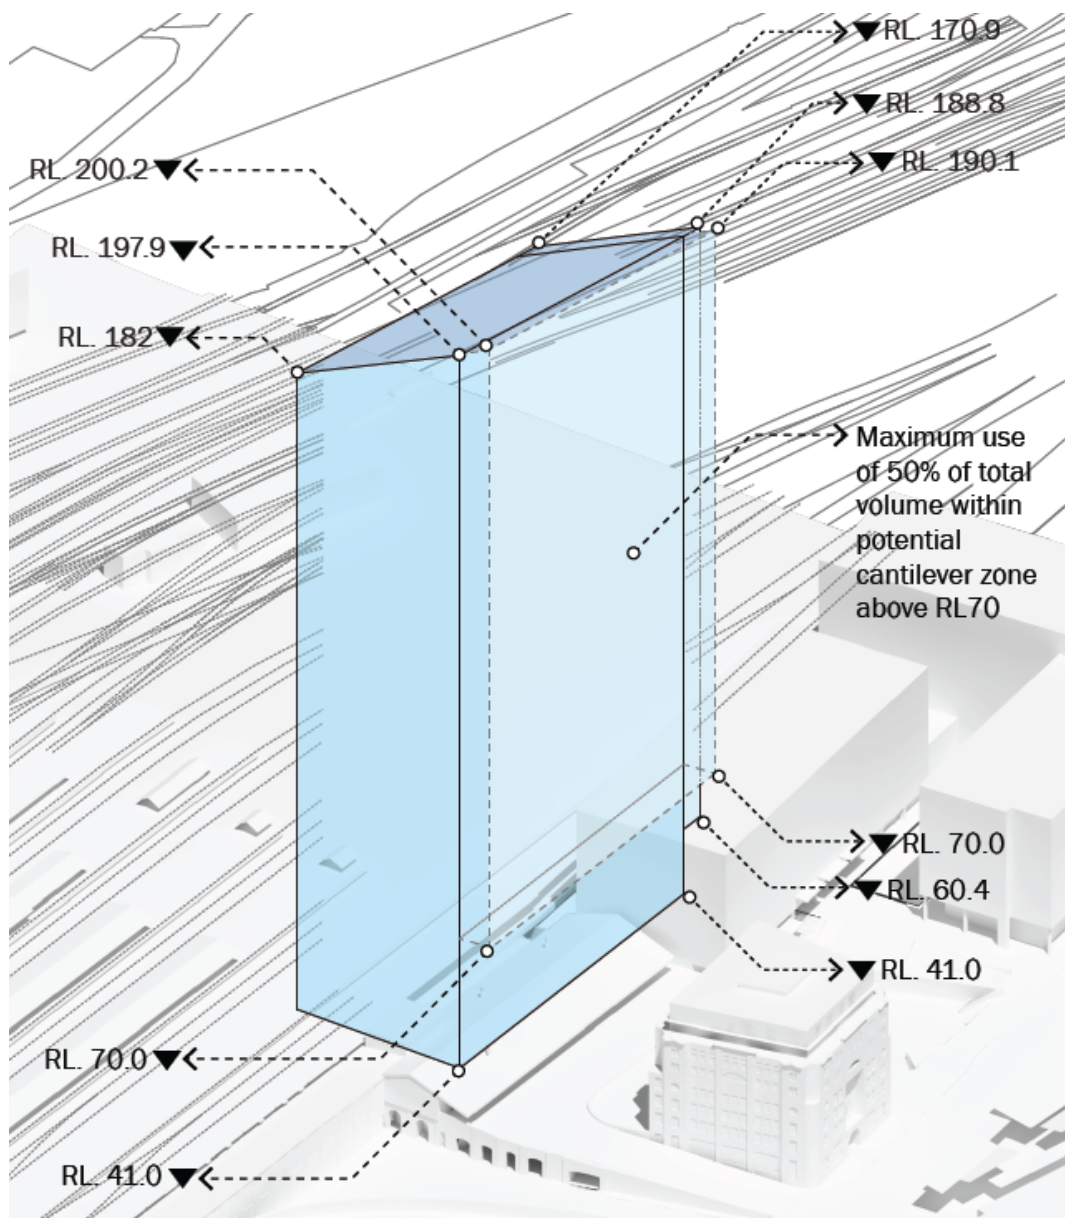 RL. 170.9
RL. 188.8
RL. 190.1
RL. 200.2
RL. 197.9
RL. 182
Maximum use
of 50% of total
volume within
potential
cantilever zone
above RL70
RL. 70.0
RL. 60.4
RL. 41.0
RL. 70.0
RL. 41.0